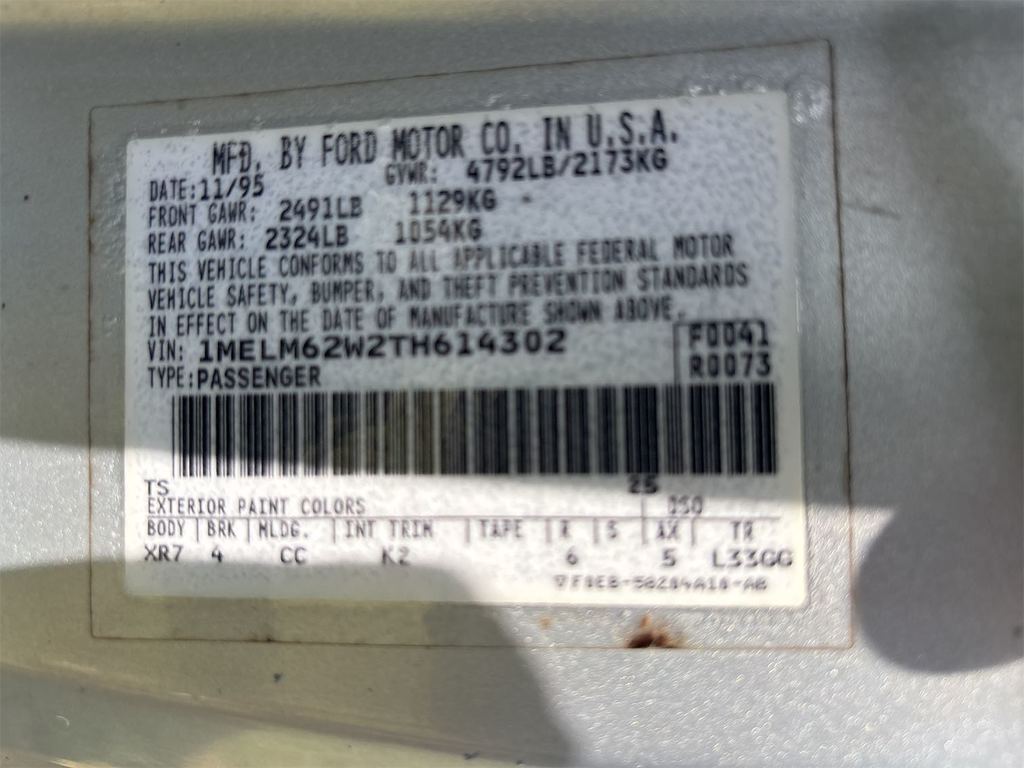 MFD. BY FORD MOTOR CO. IN U.S.A.
DATE:11/95 GVWR: 4792LB/2173KG
FRONT GAWR: 2491LB 1129KG
REAR GAWR: 2324LB 1054KG
THIS VEHICLE CONFORMS TO ALL APPLICABLE FEDERAL MOTOR
VEHICLE SAFETY, BUMPER, AND THEFT PREVENTION STANDARDS
IN EFFECT ON THE DATE OF MANUFACTURE SHOWN ABOVE.
VIN: 1MELM62W2TH614302 F0041
TYPE:PASSENGER R0073
TS 25
EXTERIOR PAINT COLORS DSO
BODY BRK MLDG. INT TRIM TAPE R S AX TR
XR7 4 CC K2 6 5 L33GG